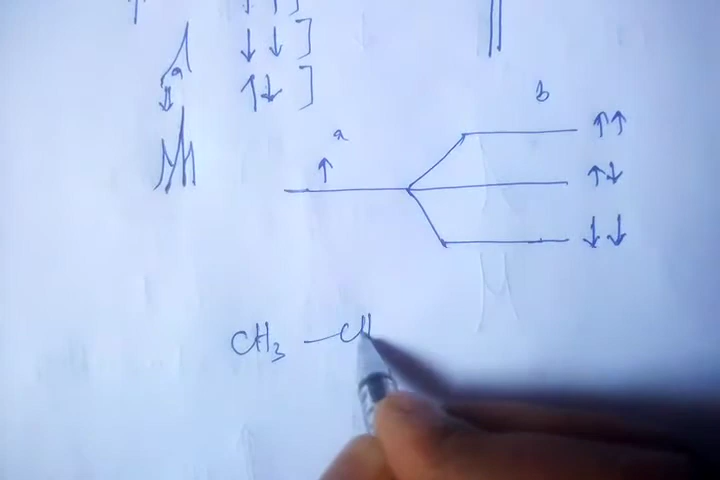 ↑ ↓ ↑ ]
↓ ↓ ]
a
↑↓ ]
b
a
↑↑
↑
↑↓
↓↓
CH₃ — CH